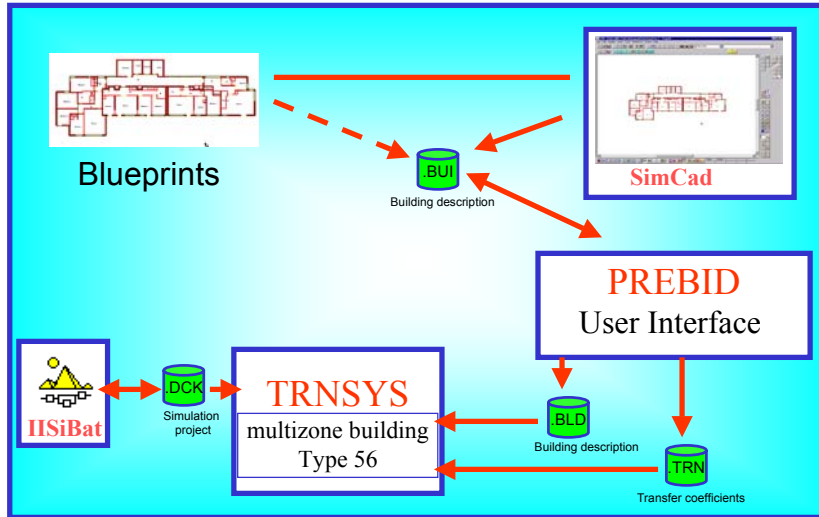 Blueprints
SimCad
.BUI
Building description
PREBID
User Interface
IISiBat
.DCK
Simulation
project
TRNSYS
multizone building
Type 56
.BLD
Building description
.TRN
Transfer coefficients